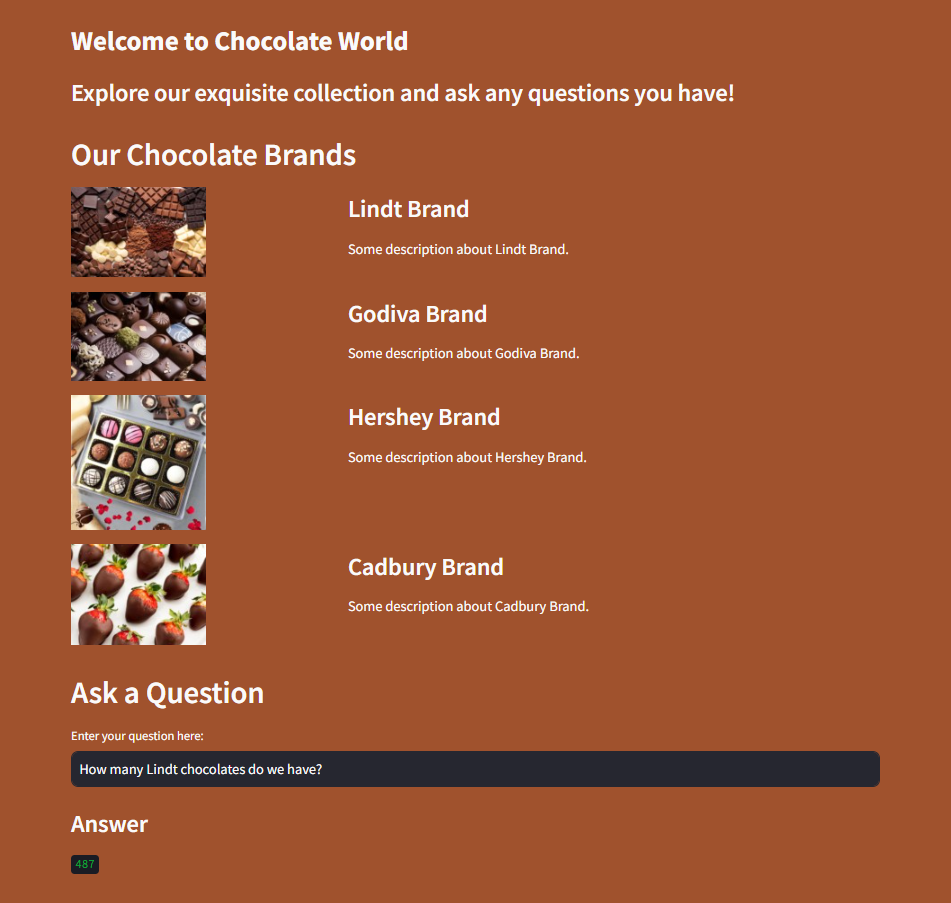 Welcome to Chocolate World
Explore our exquisite collection and ask any questions you have!
Our Chocolate Brands
Lindt Brand
Some description about Lindt Brand.
Godiva Brand
Some description about Godiva Brand.
Hershey Brand
Some description about Hershey Brand.
Cadbury Brand
Some description about Cadbury Brand.
Ask a Question
Enter your question here:
How many Lindt chocolates do we have?
Answer
487